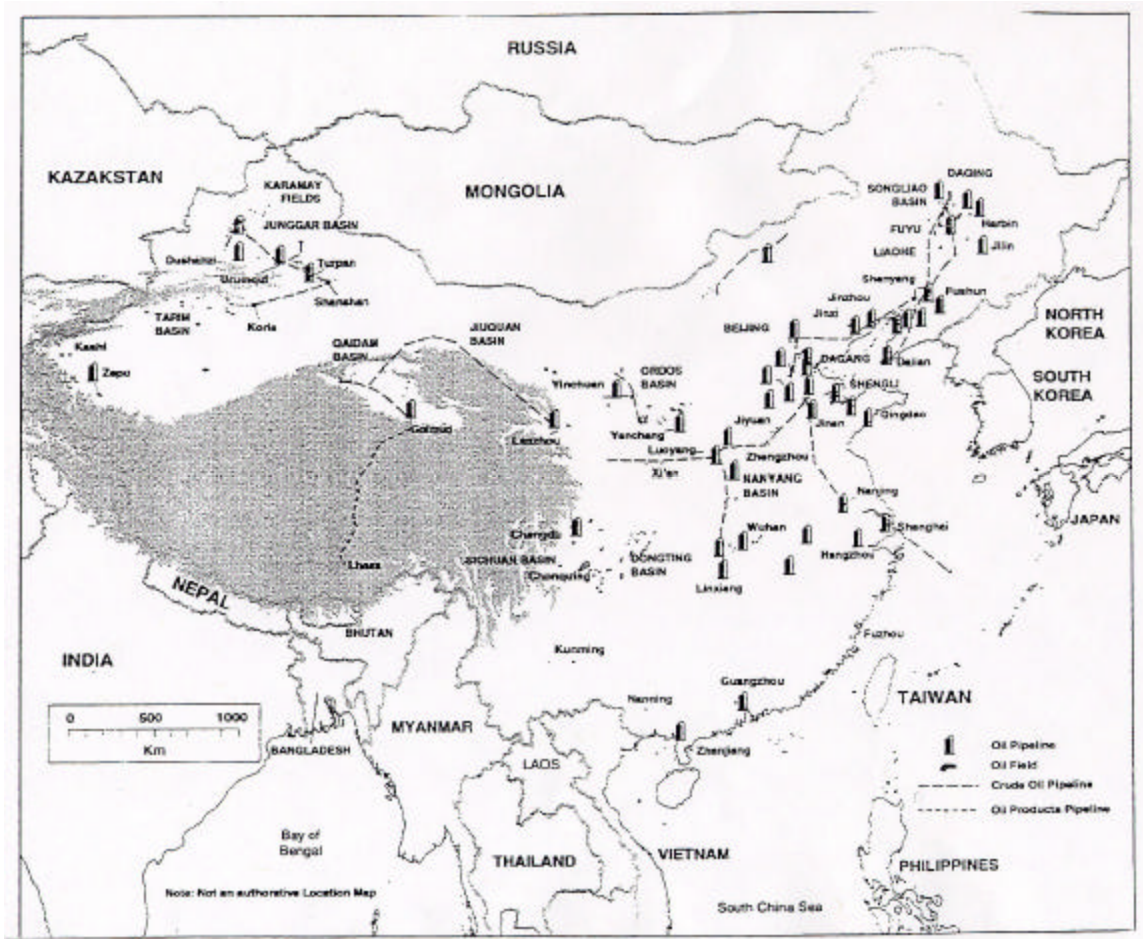 RUSSIA
KAZAKSTAN
MONGOLIA
KARAMAY
FIELDS
JUNGGAR BASIN
Dushanzi
Urumqui
Turpan
Shanshan
Korla
TARIM
BASIN
Kashi
Zepu
QAIDAM
BASIN
JIUQUAN
BASIN
Golmud
Lanzhou
Yinchuan
ORDOS
BASIN
Yanchang
DAQING
SONGLIAO
BASIN
Harbin
FUYU
Jilin
LIAOHE
Shenyang
Fushun
Jinzhou
Jinxi
BEIJING
DAGANG
Dalian
SHENGLI
NORTH
KOREA
SOUTH
KOREA
Jiyuan
Jinan
Qingdao
Luoyang
Zhengzhou
Xi'an
NANYANG
BASIN
Nanjing
JAPAN
Chengdu
Wuhan
Shanghai
Hangzhou
SICHUAN BASIN
Chonquing
DONGTING
BASIN
Linxiang
Lhasa
NEPAL
BHUTAN
INDIA
Kunming
Fuzhou
Guangzhou
Nanning
TAIWAN
Zhanjiang
0 500 1000
Km
BANGLADESH
MYANMAR
LAOS
Oil Pipeline
Oil Field
Crude Oil Pipeline
Oil Products Pipeline
Bay of
Bengal
THAILAND
VIETNAM
PHILIPPINES
Note: Not an authorative Location Map
South China Sea